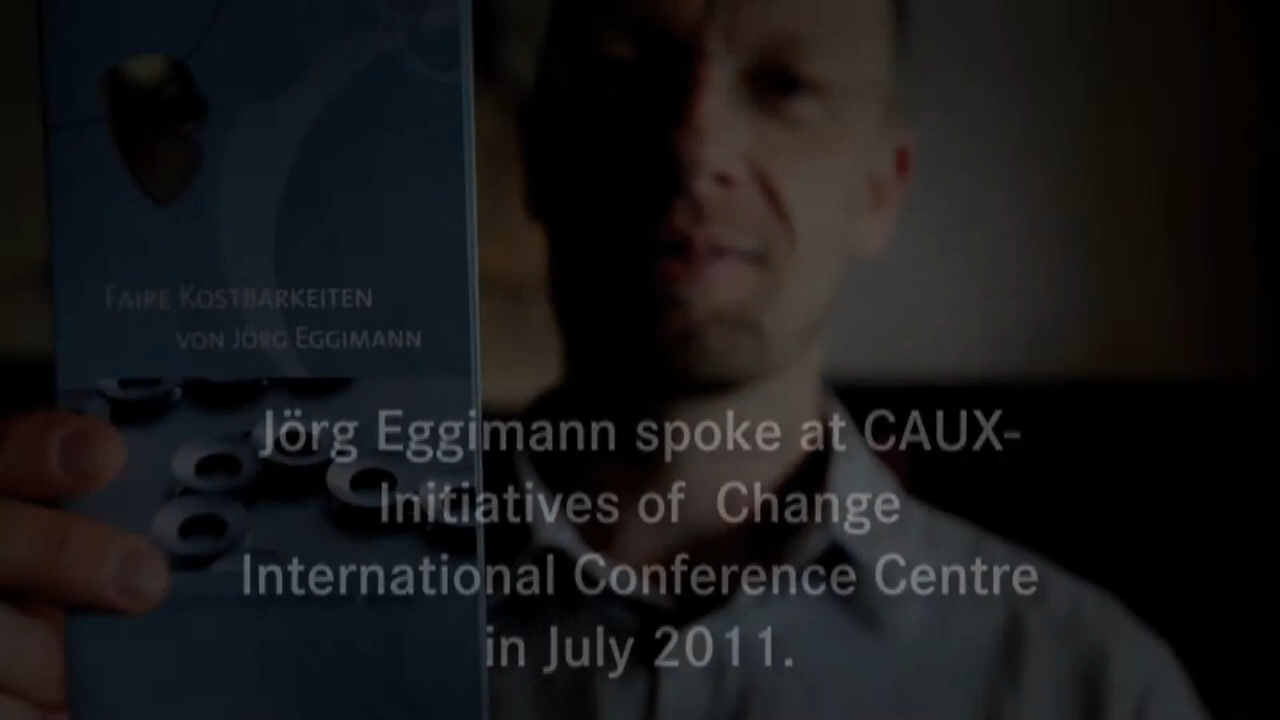 FAIRE KOSTBARKEITEN
VON JÖRG EGGIMANN
Jörg Eggimann spoke at CAUX-
Initiatives of Change
International Conference Centre
in July 2011.